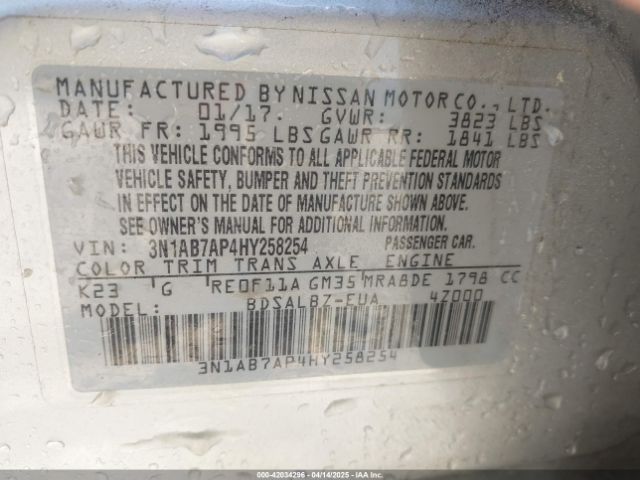 MANUFACTURED BY NISSAN MOTOR CO., LTD.
DATE: 01/17. GVWR: 3823 LBS
GAWR FR: 1995 LBS GAWR RR: 1841 LBS
THIS VEHICLE CONFORMS TO ALL APPLICABLE FEDERAL MOTOR
VEHICLE SAFETY, BUMPER AND THEFT PREVENTION STANDARDS
IN EFFECT ON THE DATE OF MANUFACTURE SHOWN ABOVE.
SEE OWNER'S MANUAL FOR ADDITIONAL INFORMATION.
VIN: 3N1AB7AP4HY258254 PASSENGER CAR.
COLOR TRIM TRANS AXLE ENGINE
K23 G RE0F11A GM35 MRA8DE 1798 CC
MODEL: BDSALB7-EUA 4Z000
3N1AB7AP4HY258254
000-42034296 - 04/14/2025 - IAAI.COM